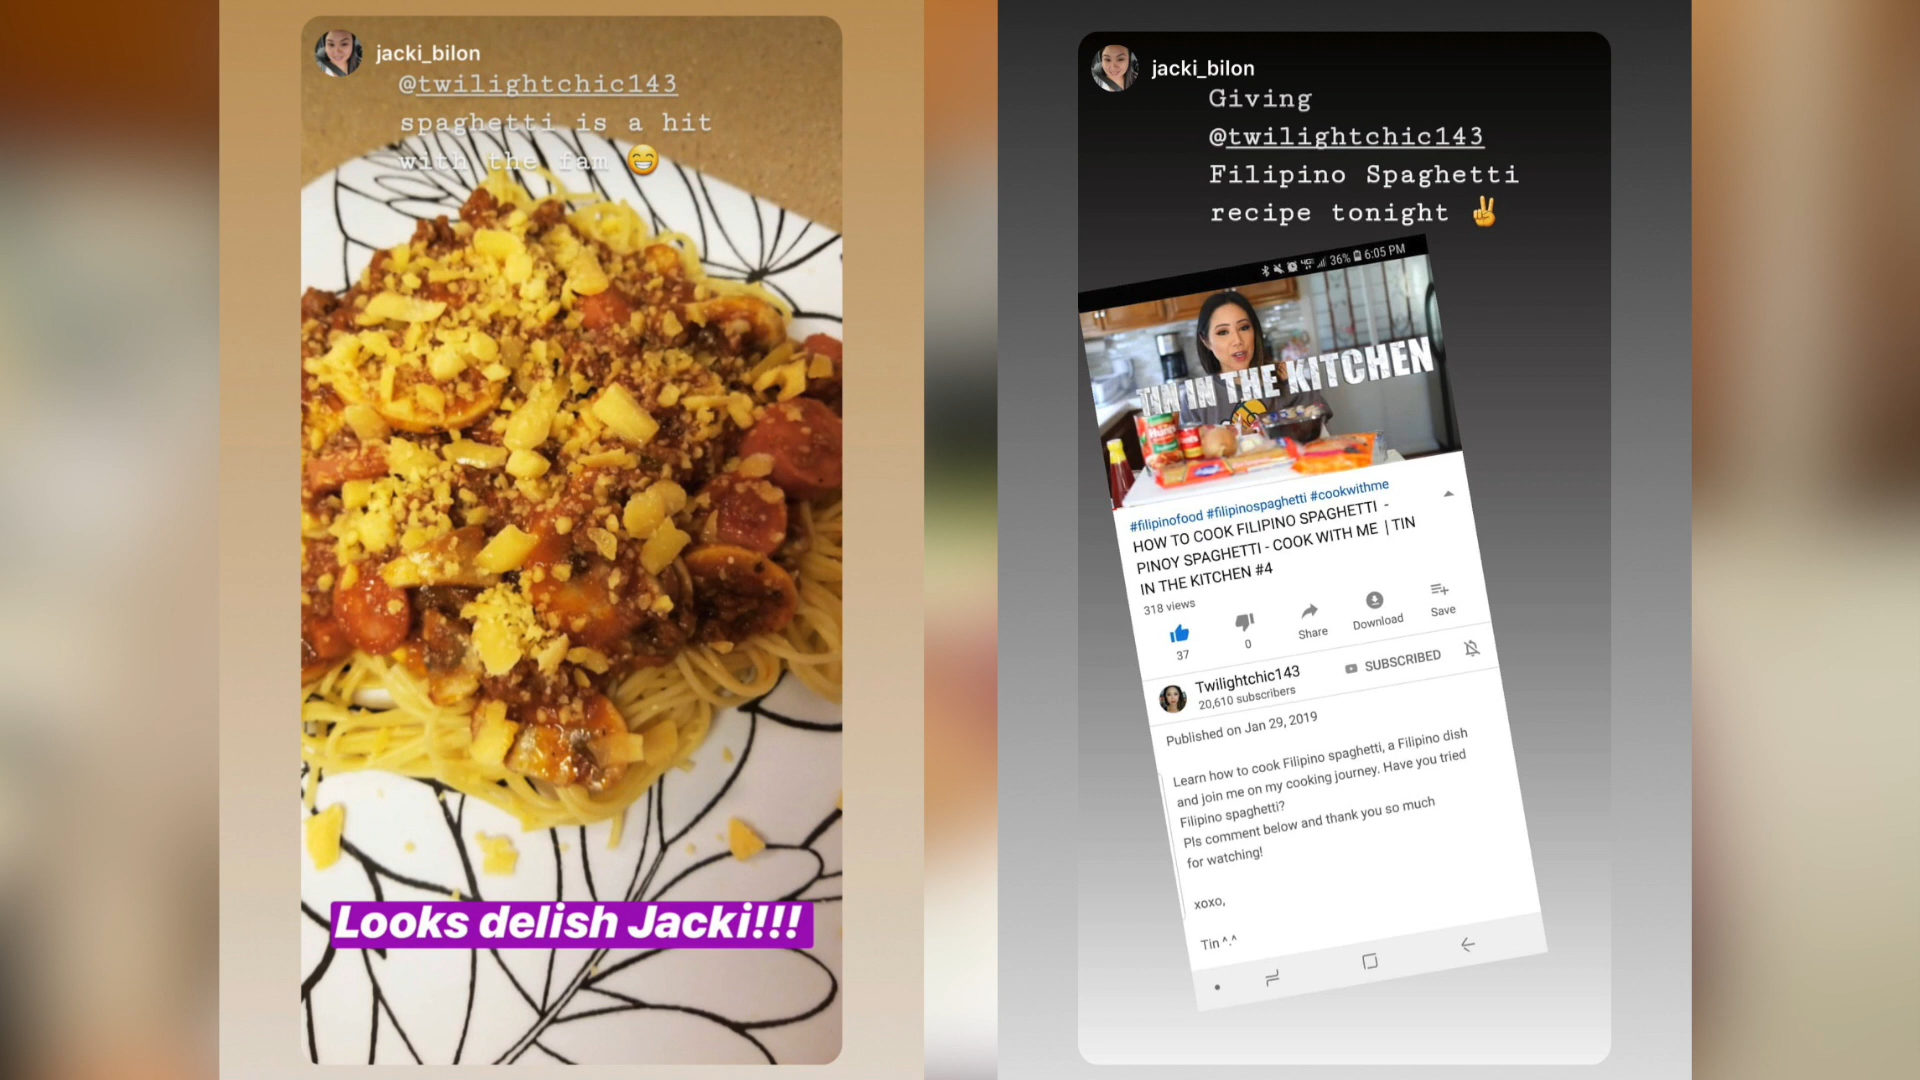 jacki_bilon
@twilightchic143
spaghetti is a hit
with the fam 😁
Looks delish Jacki!!!
jacki_bilon
Giving
@twilightchic143
Filipino Spaghetti
recipe tonight ✌
4G 36% 6:05 PM
TIN IN THE KITCHEN
Hunt's
#filipinofood #filipinospaghetti #cookwithme
HOW TO COOK FILIPINO SPAGHETTI -
PINOY SPAGHETTI - COOK WITH ME | TIN
IN THE KITCHEN #4
318 views
37
0
Share
Download
Save
Twilightchic143
20,610 subscribers
SUBSCRIBED
Published on Jan 29, 2019
Learn how to cook Filipino spaghetti, a Filipino dish
and join me on my cooking journey. Have you tried
Filipino spaghetti?
Pls comment below and thank you so much
for watching!
xoxo,
Tin ^.^